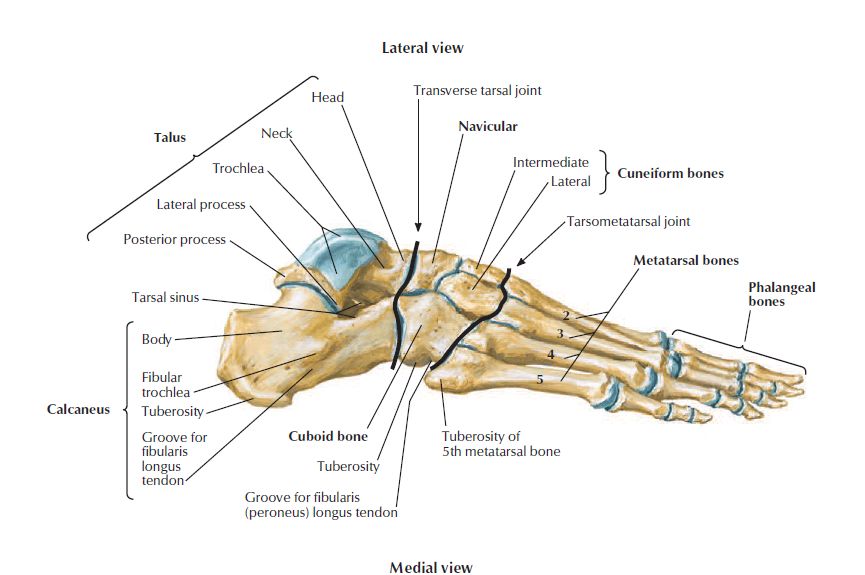 Lateral view
Transverse tarsal joint
Head
Navicular
Talus
Neck
Intermediate
Trochlea
Lateral
Cuneiform bones
Lateral process
Tarsometatarsal joint
Posterior process
Metatarsal bones
Phalangeal
bones
Tarsal sinus
2
3
4
5
Body
Fibular
trochlea
Calcaneus
Tuberosity
Groove for
fibularis
longus
tendon
Cuboid bone
Tuberosity
Groove for fibularis
(peroneus) longus tendon
Tuberosity of
5th metatarsal bone
Medial view